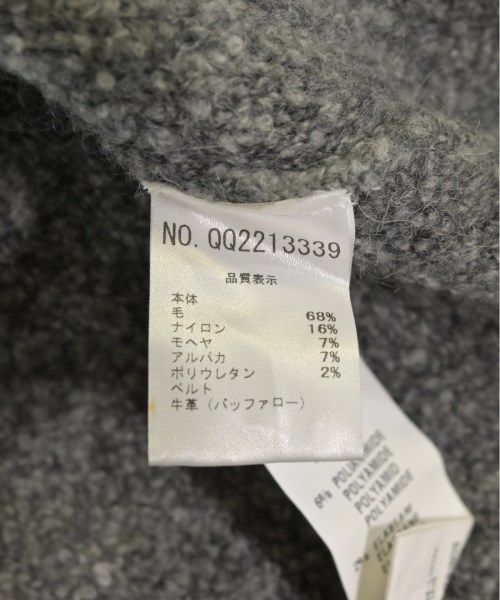 NO. QQ2213339
品質表示
本体
毛 68%
ナイロン 16%
モヘヤ 7%
アルパカ 7%
ポリウレタン 2%
ベルト
牛革 (バッファロー)
POLIAMIDE
POLYAMIDE
POLYAMID
POLYAMIDE